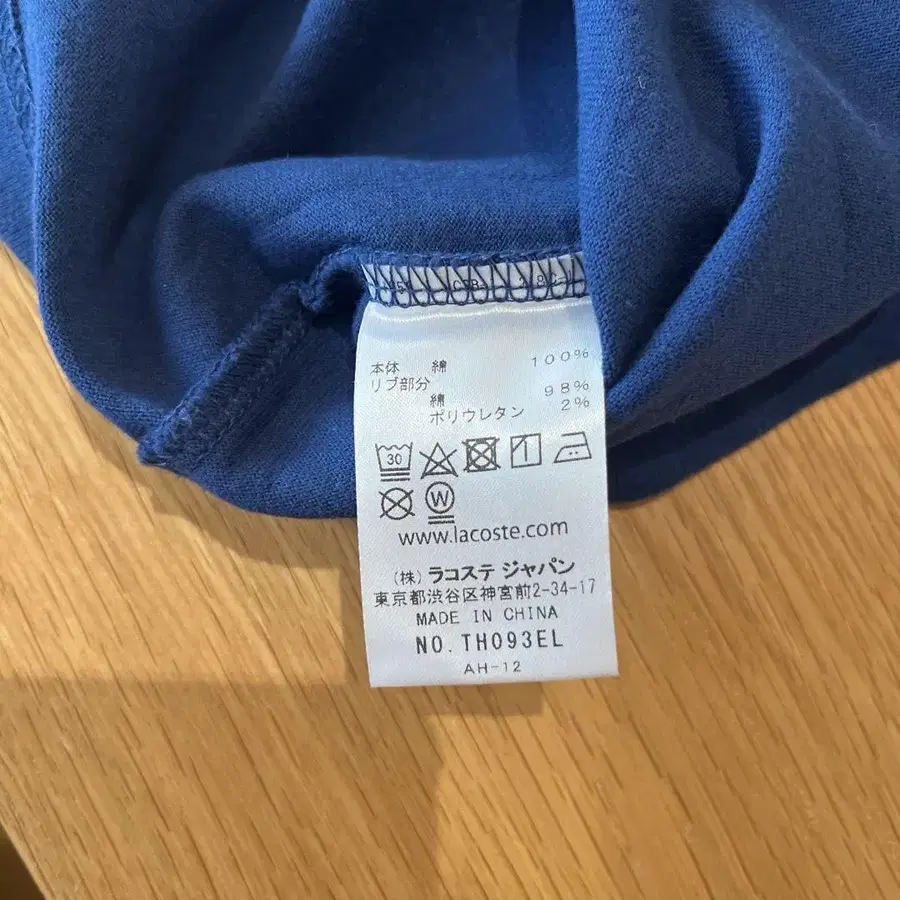 本体 綿 100%
リブ部分
綿 98%
ポリウレタン 2%
30
W
www.lacoste.com
(株) ラコステ ジャパン
東京都渋谷区神宮前2-34-17
MADE IN CHINA
NO. TH093EL
AH-12